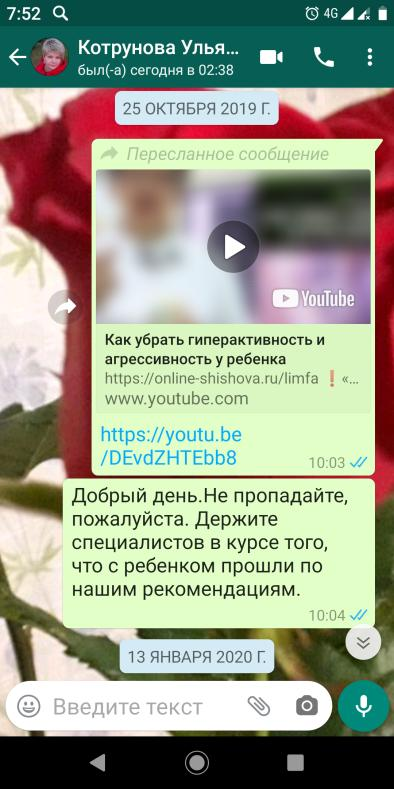 7:52
4G
Котрунова Улья...
был(-а) сегодня в 02:38
25 ОКТЯБРЯ 2019 Г.
Пересланное сообщение
YouTube
Как убрать гиперактивность и
агрессивность у ребенка
https://online-shishova.ru/limfa ❗ «...
www.youtube.com
https://youtu.be
/DEvdZHTEbb8
10:03
Добрый день.Не пропадайте,
пожалуйста. Держите
специалистов в курсе того,
что с ребенком прошли по
нашим рекомендациям.
10:04
13 ЯНВАРЯ 2020 Г.
Введите текст